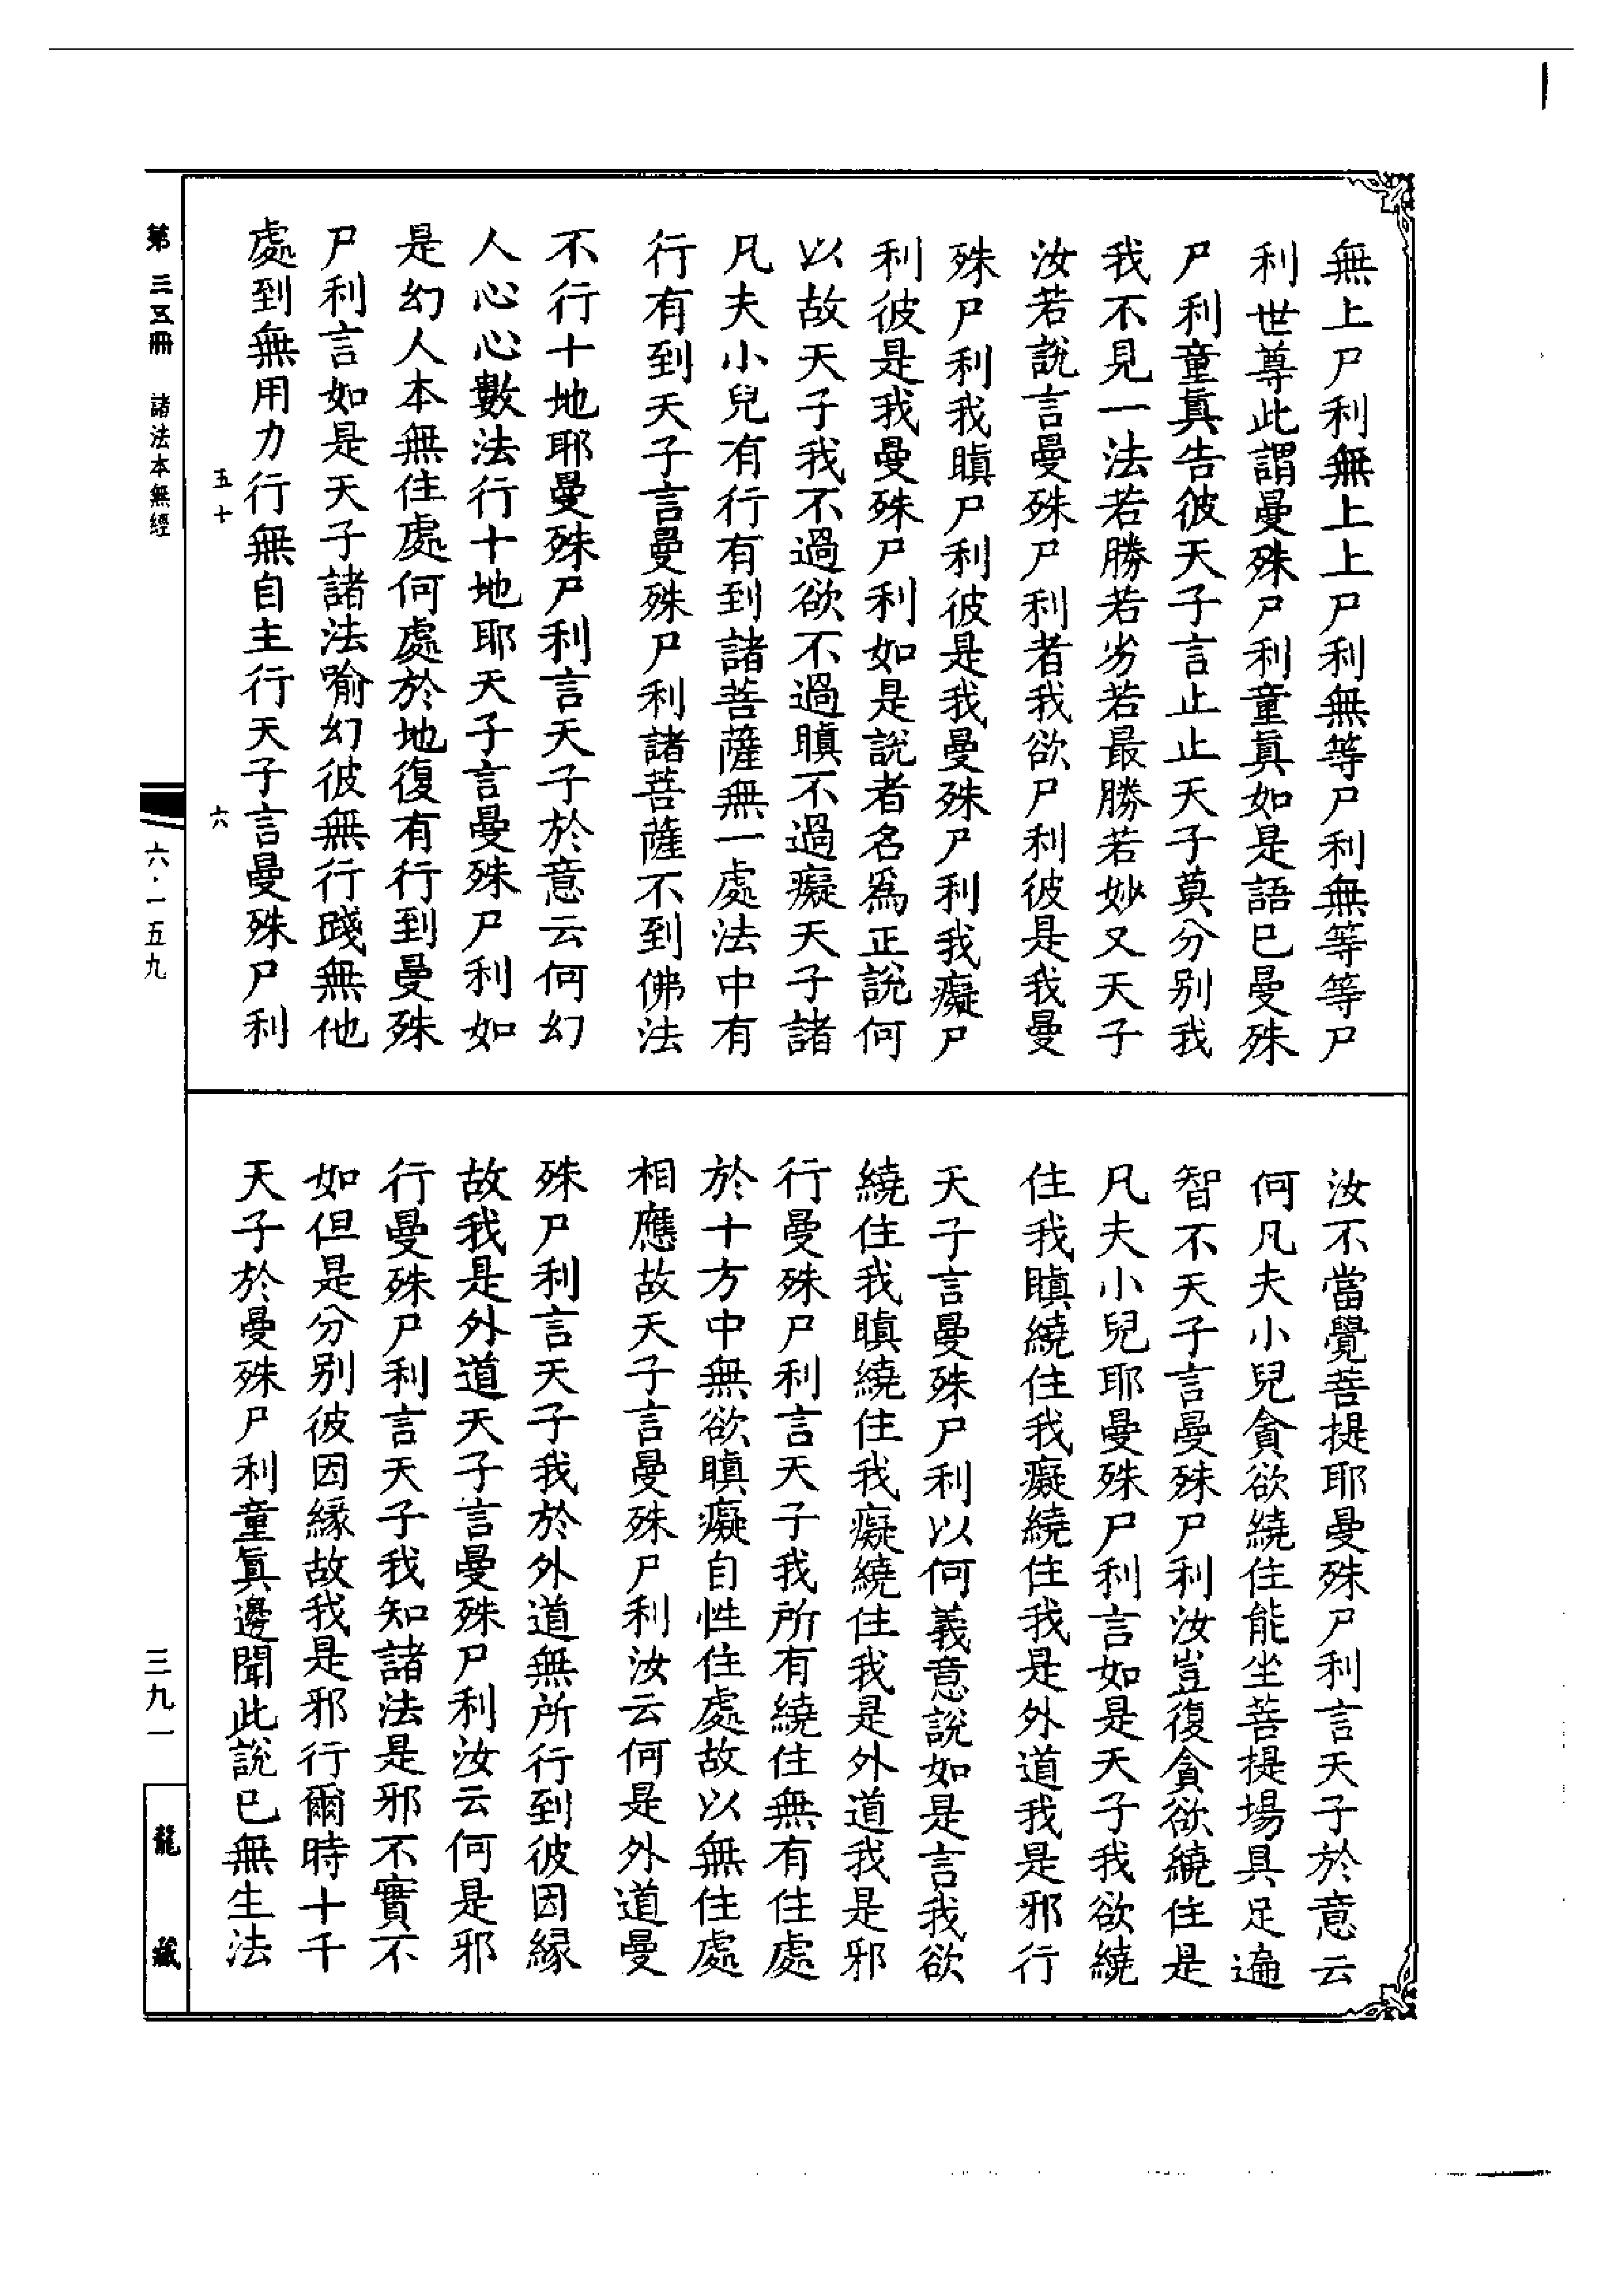 無上尸利無上上尸利無等尸利無等等尸
利世尊此謂曼殊尸利童真如是語已曼殊
尸利童真告彼天子言止止天子莫分别我
我不見一法若勝若劣若最勝若妙又天子
汝若說言曼殊尸利者我欲尸利彼是我曼
殊尸利我瞋尸利彼是我曼殊尸利我癡尸
利彼是我曼殊尸利如是說者名爲正說何
以故天子我不過欲不過瞋不過癡天子諸
凡夫小兒有行有到諸菩薩無一處法中有
行有到天子言曼殊尸利諸菩薩不到佛法
不行十地耶曼殊尸利言天子於意云何幻
人心心數法行十地耶天子言曼殊尸利如
是幻人本無住處何處於地復有行到曼殊
尸利言如是天子諸法喻幻彼無行踐無他
處到無用力行無自主行天子言曼殊尸利
汝不當覺菩提耶曼殊尸利言天子於意云
何凡夫小兒貪欲繞住能坐菩提場具足遍
智不天子言曼殊尸利汝豈復貪欲繞住是
凡夫小兒耶曼殊尸利言如是天子我欲繞
住我瞋繞住我癡繞住我是外道我是邪行
天子言曼殊尸利以何義意說如是言我欲
繞住我瞋繞住我癡繞住我是外道我是邪
行曼殊尸利言天子我所有繞住無有住處
於十方中無欲瞋癡自性住處故以無住處
相應故天子言曼殊尸利汝云何是外道曼
殊尸利言天子我於外道無所行到彼因緣
故我是外道天子言曼殊尸利汝云何是邪
行曼殊尸利言天子我知諸法是邪不實不
如但是分别彼因緣故我是邪行爾時十千
天子於曼殊尸利童真邊聞此說已無生法
五十
六
第三五冊 諸法本無經
六·一五九
三九一
龍藏